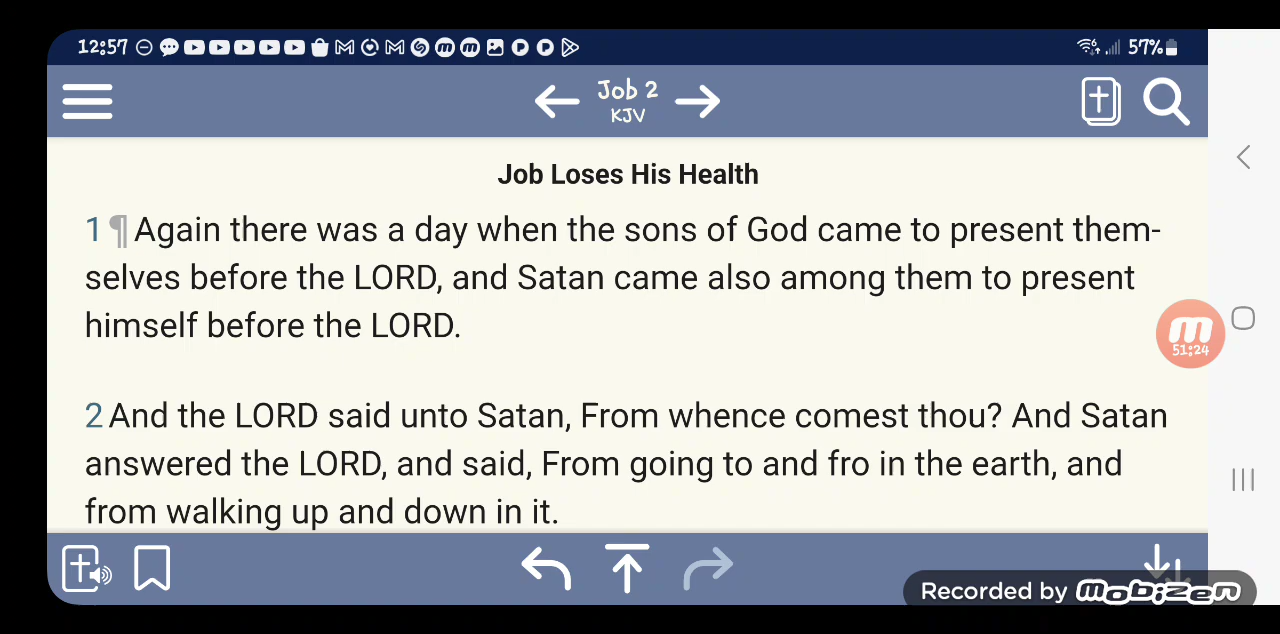 12:57 57%
Job 2
KJV
Job Loses His Health
1 ¶ Again there was a day when the sons of God came to present them-
selves before the LORD, and Satan came also among them to present
himself before the LORD.
51:24
2 And the LORD said unto Satan, From whence comest thou? And Satan
answered the LORD, and said, From going to and fro in the earth, and
from walking up and down in it.
Recorded by mobizen